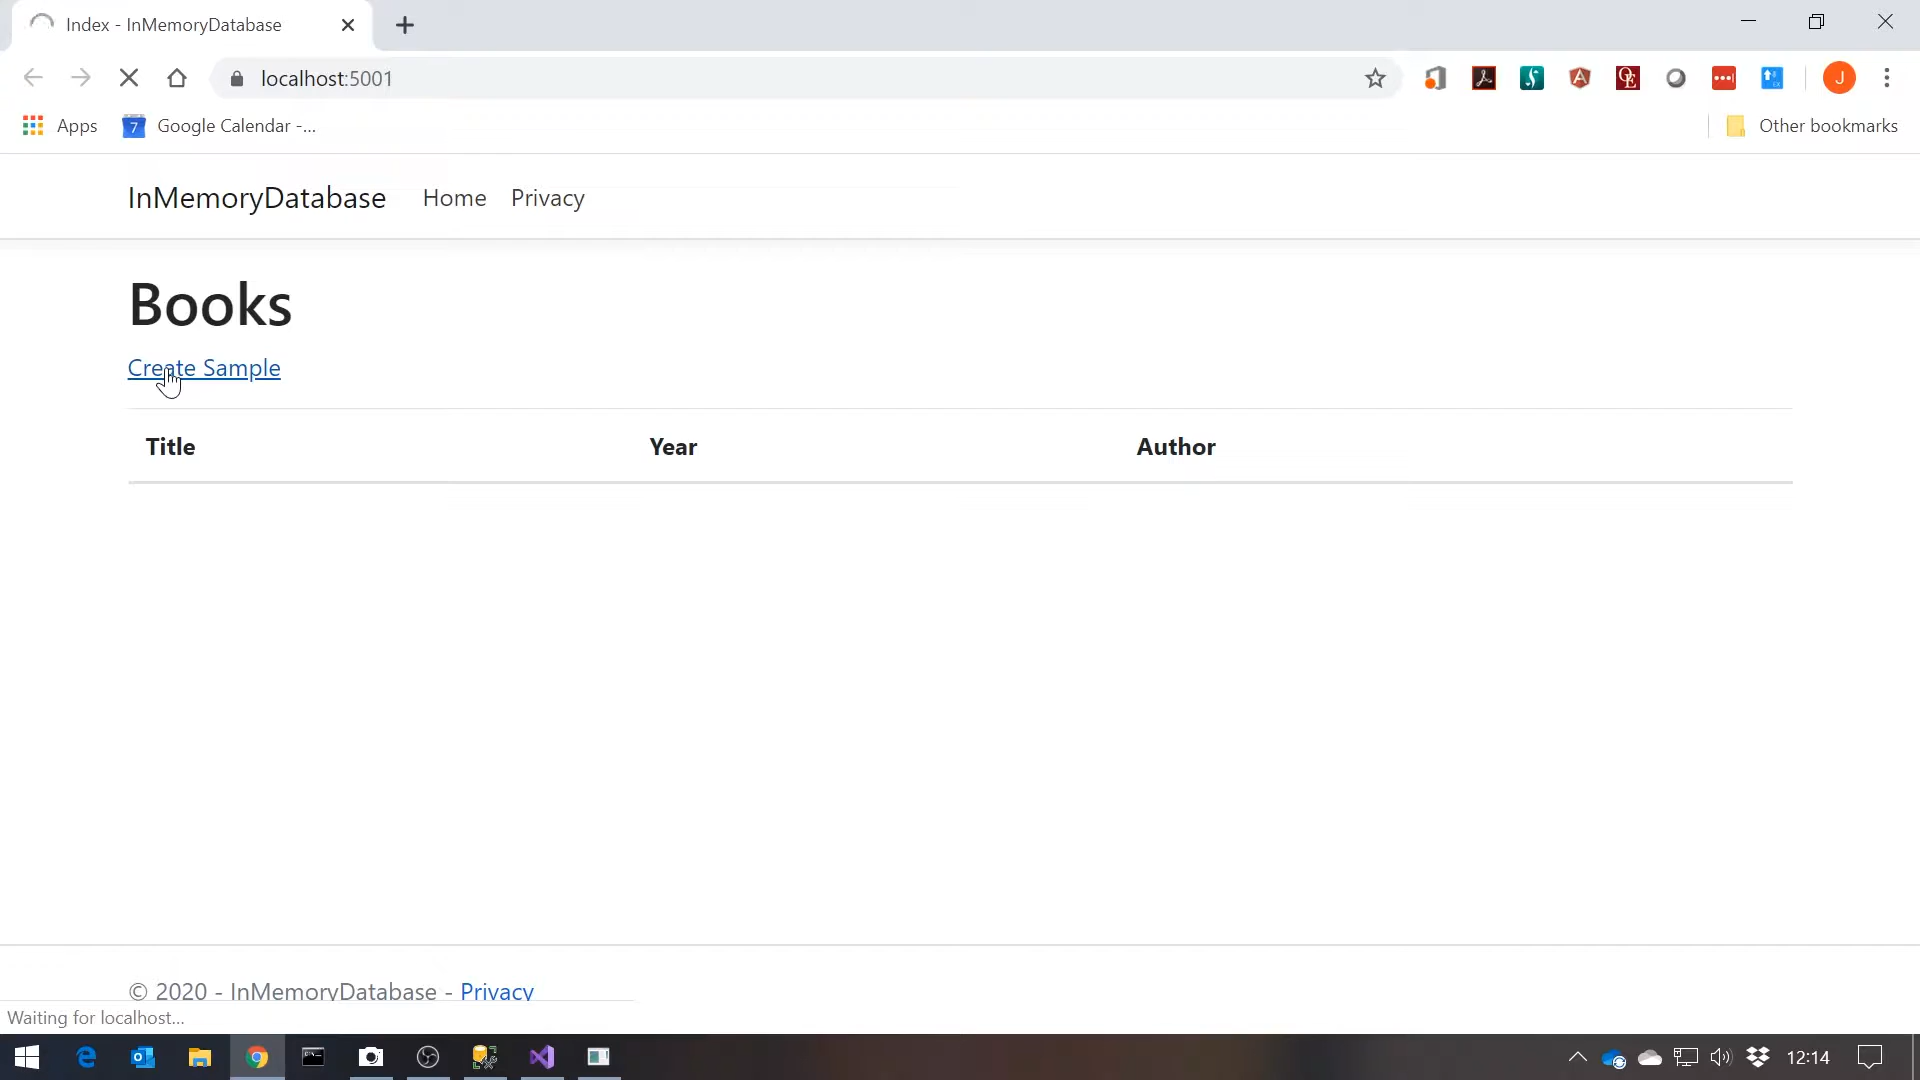 Index - InMemoryDatabase
localhost:5001
J
Apps
7
Google Calendar -...
Other bookmarks
InMemoryDatabase
Home
Privacy
Books
Create Sample
Title Year Author
© 2020 - InMemoryDatabase - Privacy
Waiting for localhost...
12:14